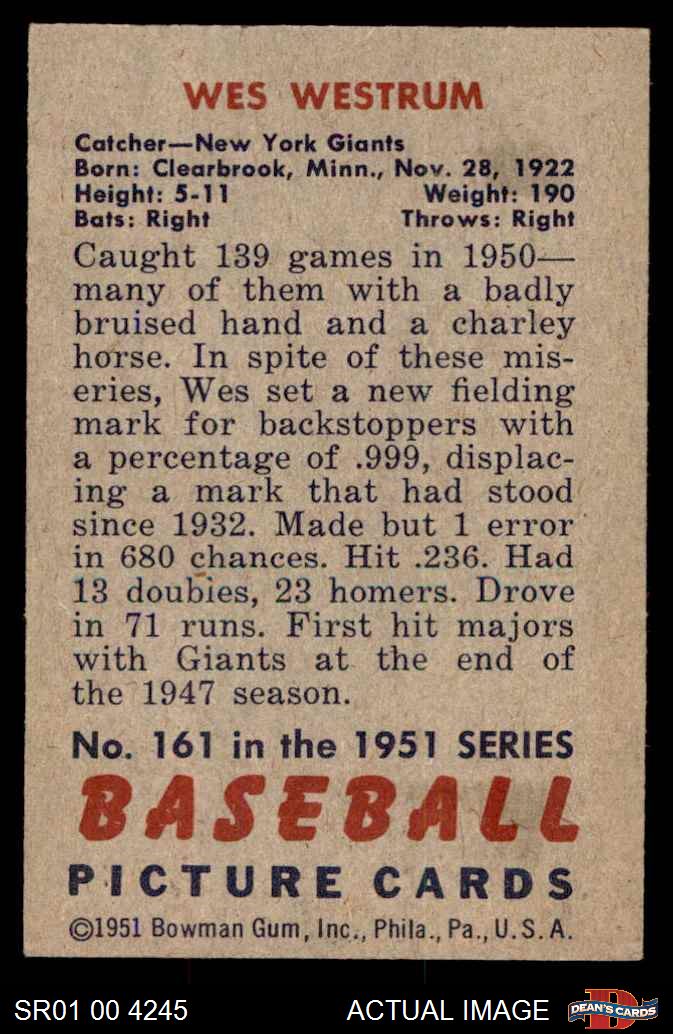 WES WESTRUM
Catcher—New York Giants
Born: Clearbrook, Minn., Nov. 28, 1922
Height: 5-11 Weight: 190
Bats: Right Throws: Right
Caught 139 games in 1950—
many of them with a badly
bruised hand and a charley
horse. In spite of these mis-
eries, Wes set a new fielding
mark for backstoppers with
a percentage of .999, displac-
ing a mark that had stood
since 1932. Made but 1 error
in 680 chances. Hit .236. Had
13 doubies, 23 homers. Drove
in 71 runs. First hit majors
with Giants at the end of
the 1947 season.
No. 161 in the 1951 SERIES
BASEBALL
PICTURE CARDS
©1951 Bowman Gum, Inc., Phila., Pa., U.S.A.
SR01 00 4245 ACTUAL IMAGE
D
DEAN'S CARDS